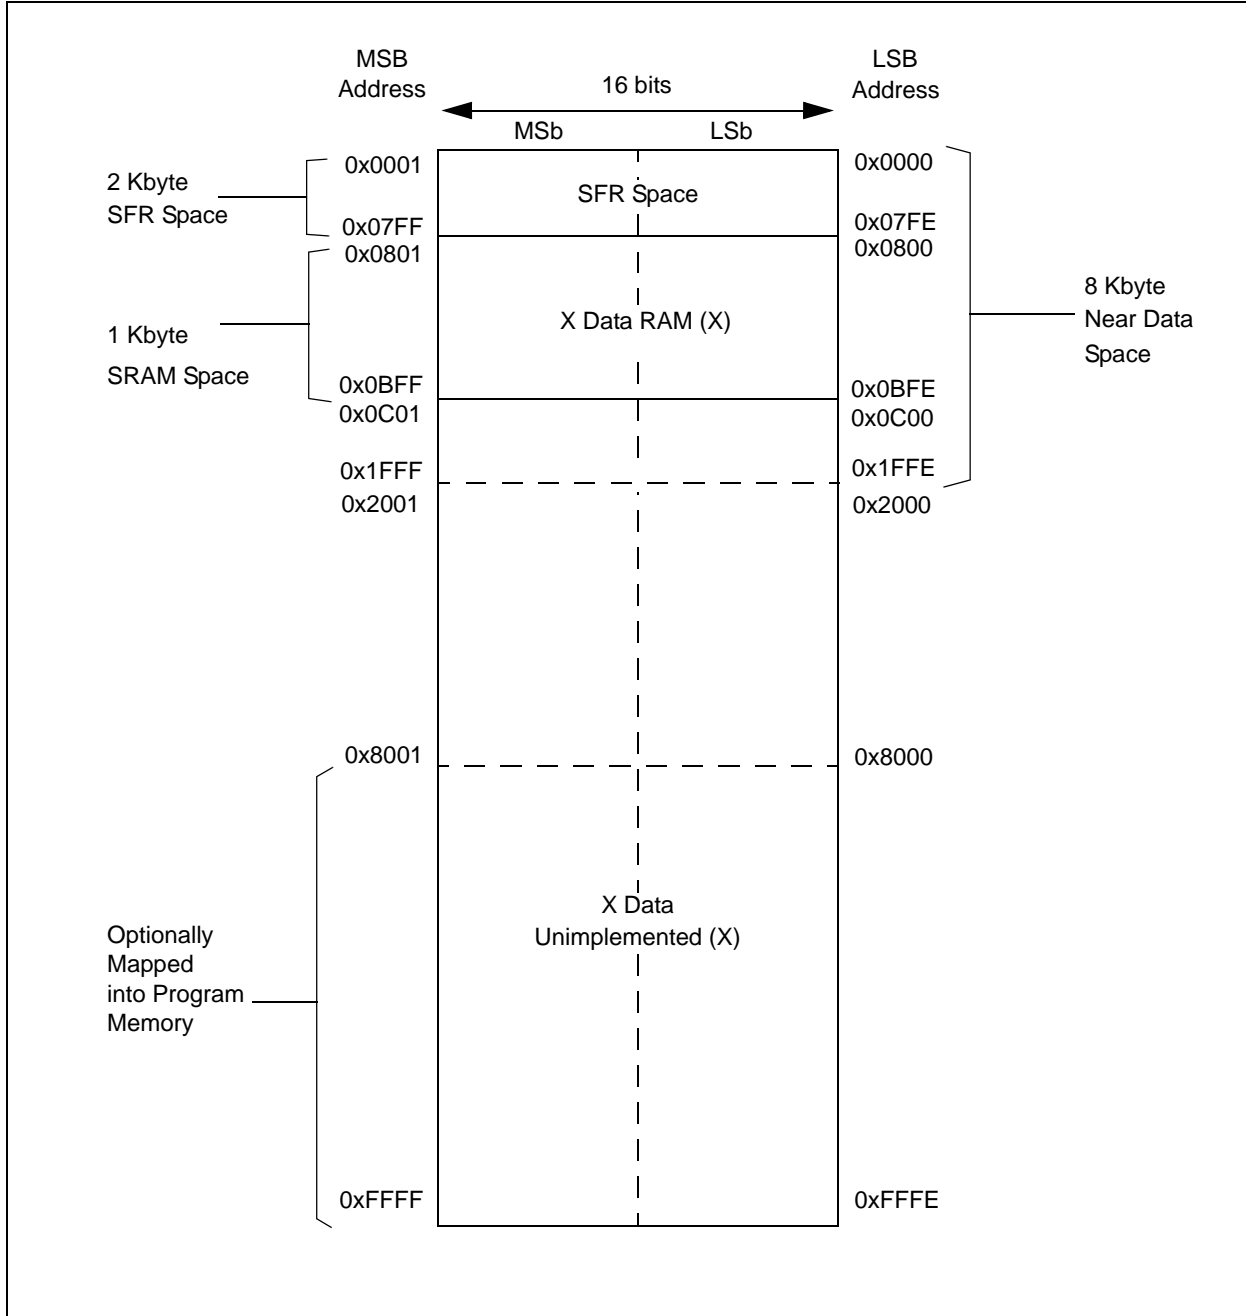 MSB
Address
16 bits
LSB
Address
MSb
LSb
0x0001
0x0000
2 Kbyte
SFR Space
SFR Space
0x07FF
0x07FE
0x0801
0x0800
8 Kbyte
Near Data
Space
X Data RAM (X)
1 Kbyte
SRAM Space
0x0BFF
0x0BFE
0x0C01
0x0C00
0x1FFF
0x1FFE
0x2001
0x2000
0x8001
0x8000
X Data
Unimplemented (X)
Optionally
Mapped
into Program
Memory
0xFFFF
0xFFFE